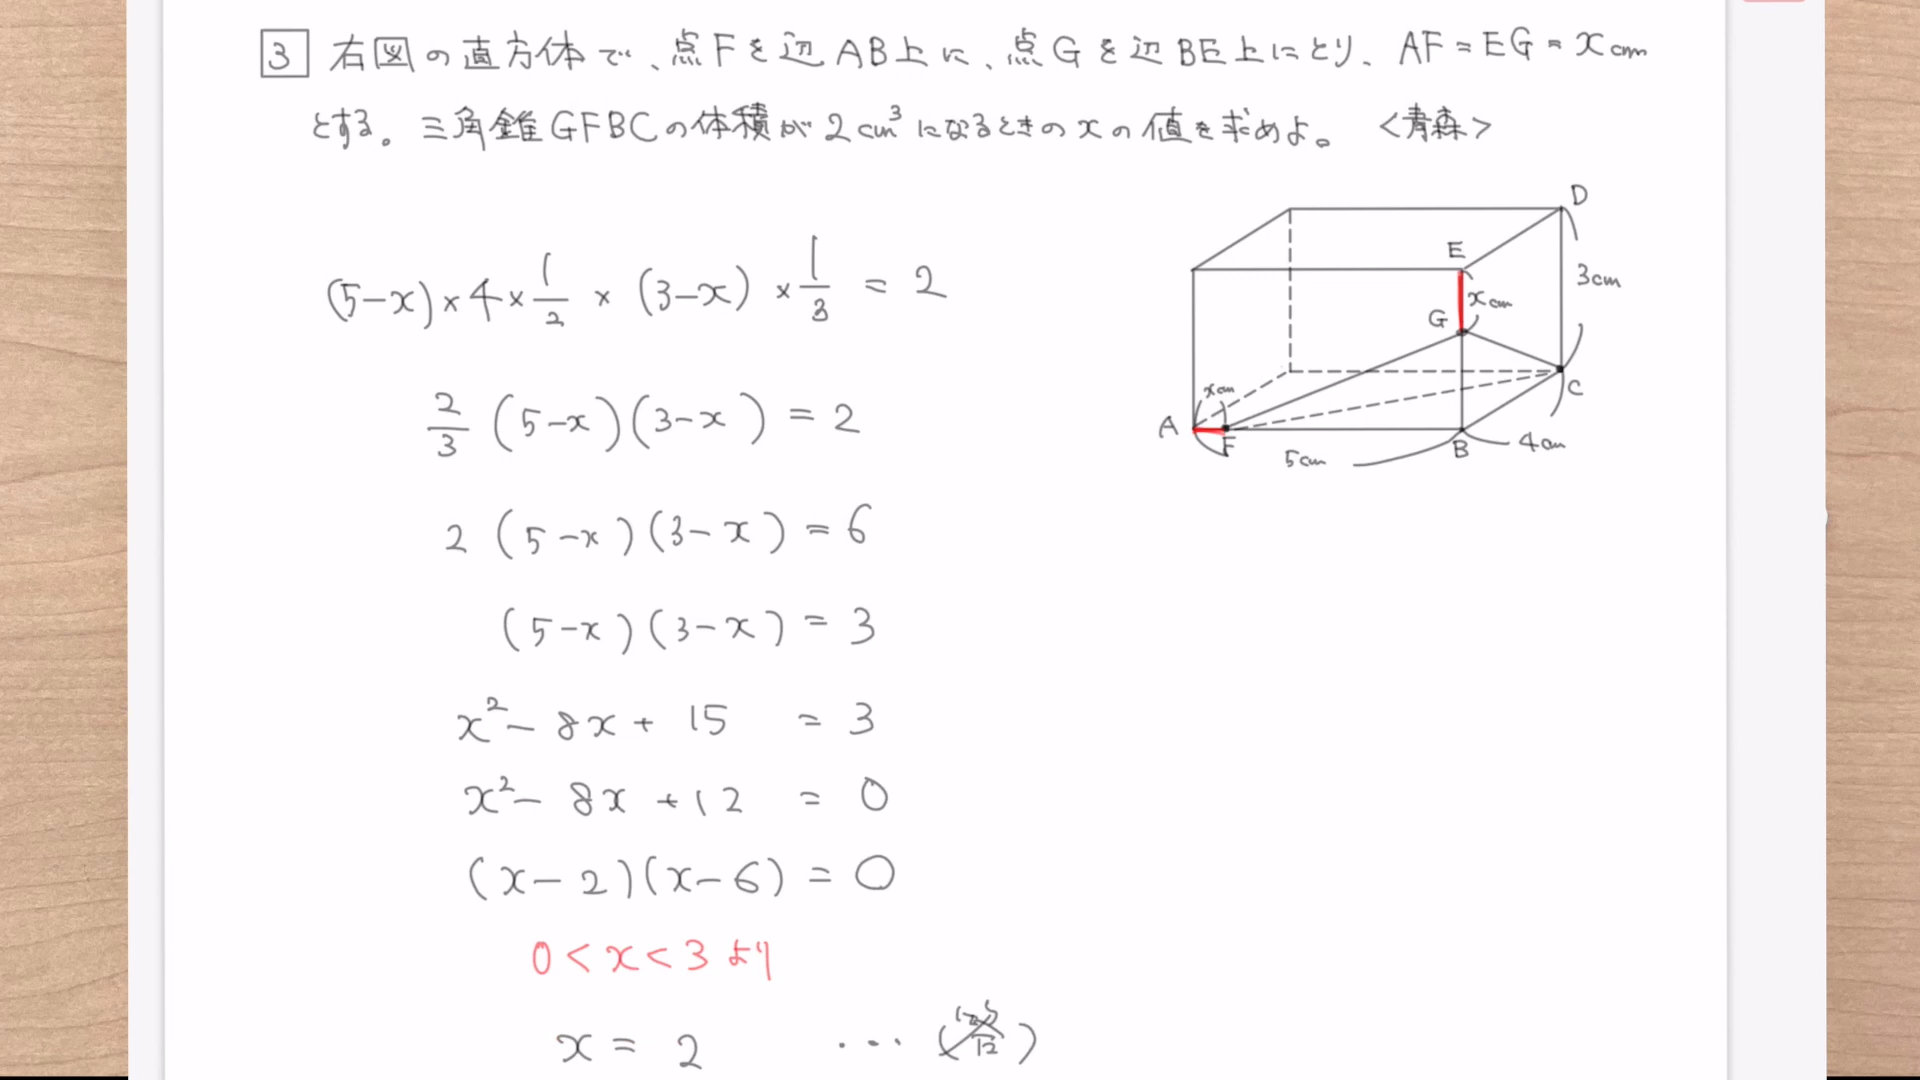 3 右図の直方体で、点Fを辺AB上に、点Gを辺BE上にとり、AF=EG=xcm
とする。三角錐GFBCの体積が2cm³になるときのxの値を求めよ。 <青森>
(5-x)×4×1/2×(3-x)×1/3=2
2/3(5-x)(3-x)=2
2(5-x)(3-x)=6
(5-x)(3-x)=3
x²-8x+15=3
x²-8x+12=0
(x-2)(x-6)=0
0<x<3より
x=2 ...(答)
D
E
3cm
xcm
G
xcm
C
A
F
B
4cm
5cm